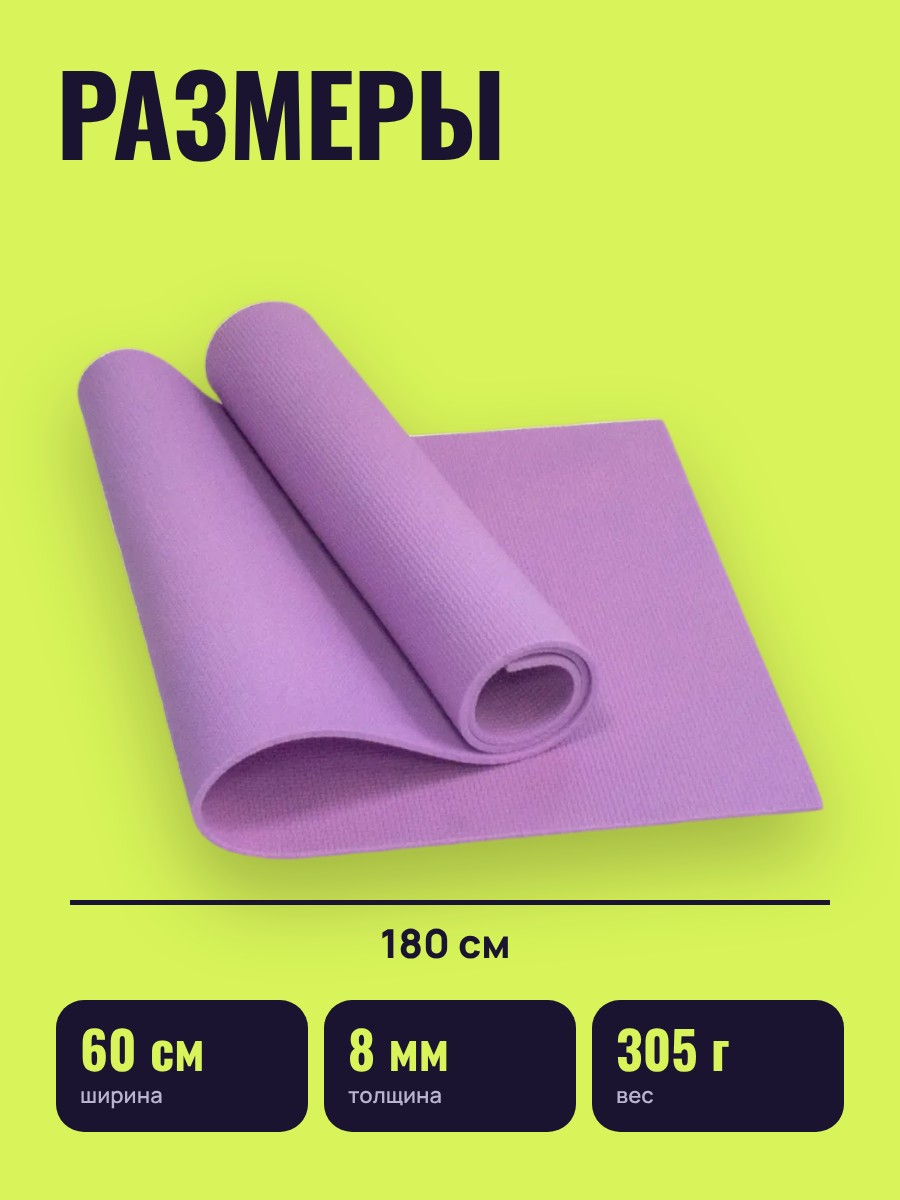 РАЗМЕРЫ
180 см
60 см
ширина
8 мм
толщина
305 г
вес